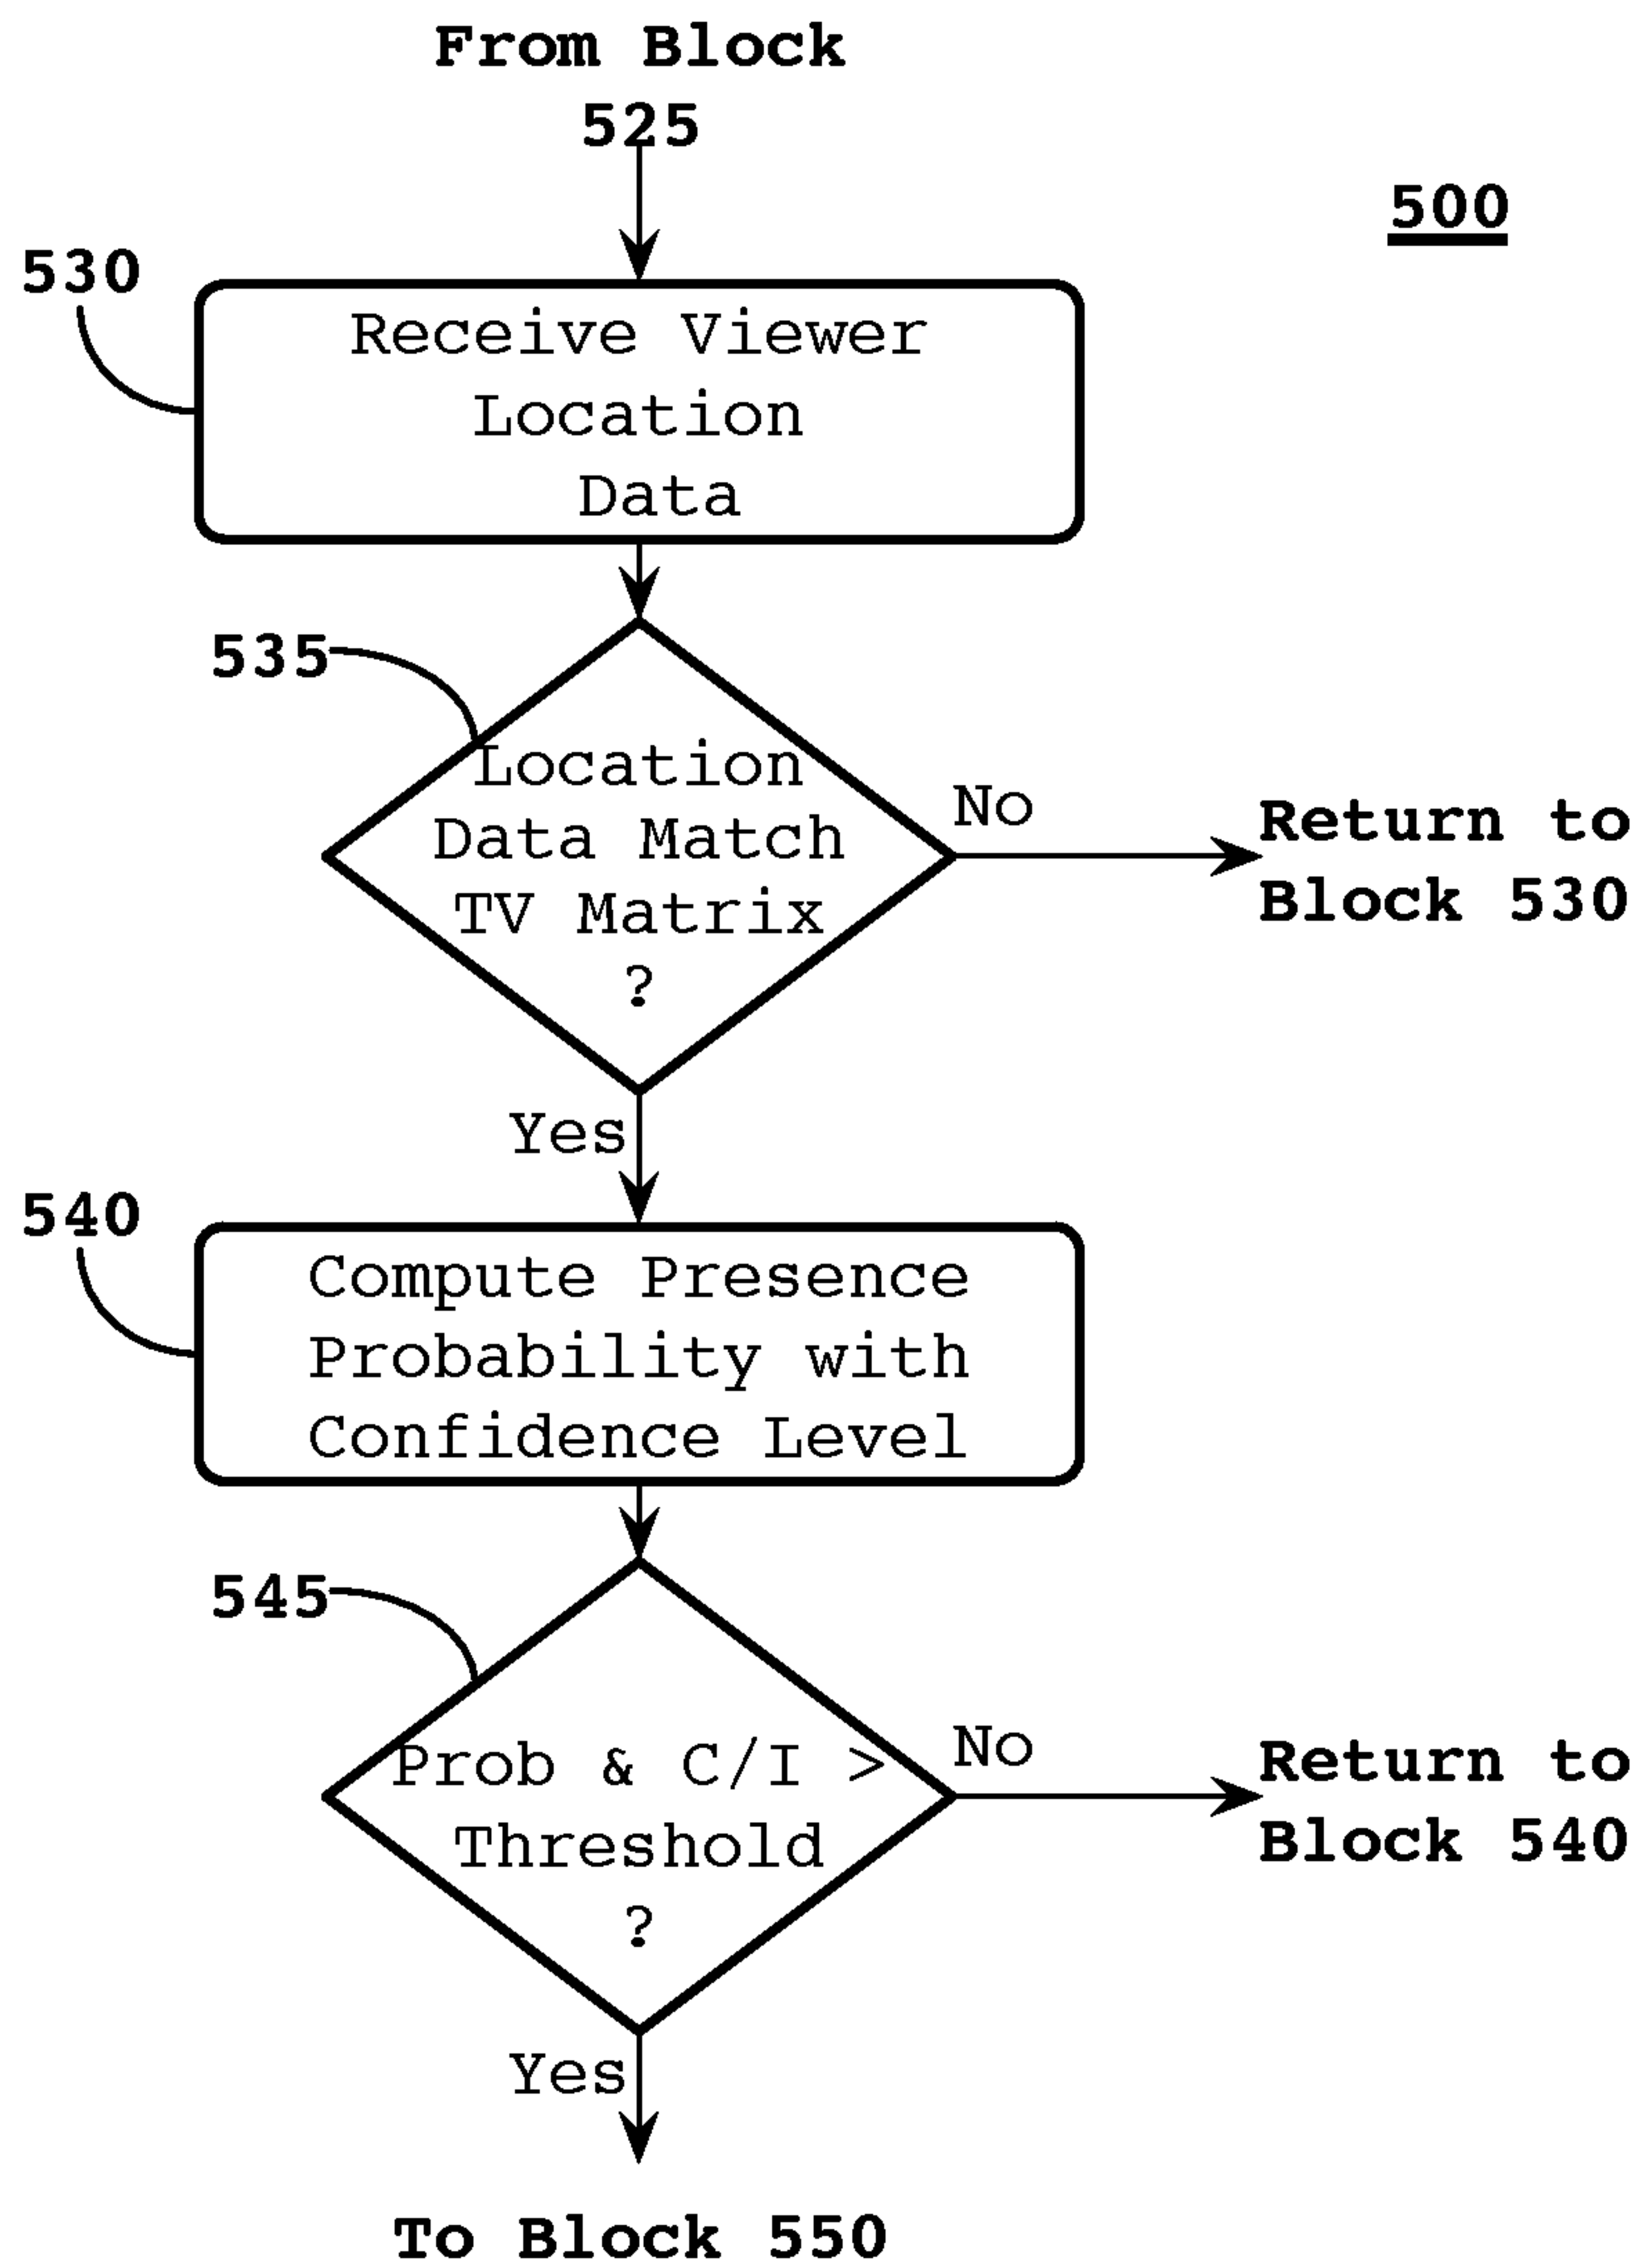 From Block
525
500
530
Receive Viewer
Location
Data
535
Location
Data Match
TV Matrix
?
No
Return to
Block 530
Yes
540
Compute Presence
Probability with
Confidence Level
545
Prob & C/I >
Threshold
?
No
Return to
Block 540
Yes
To Block 550